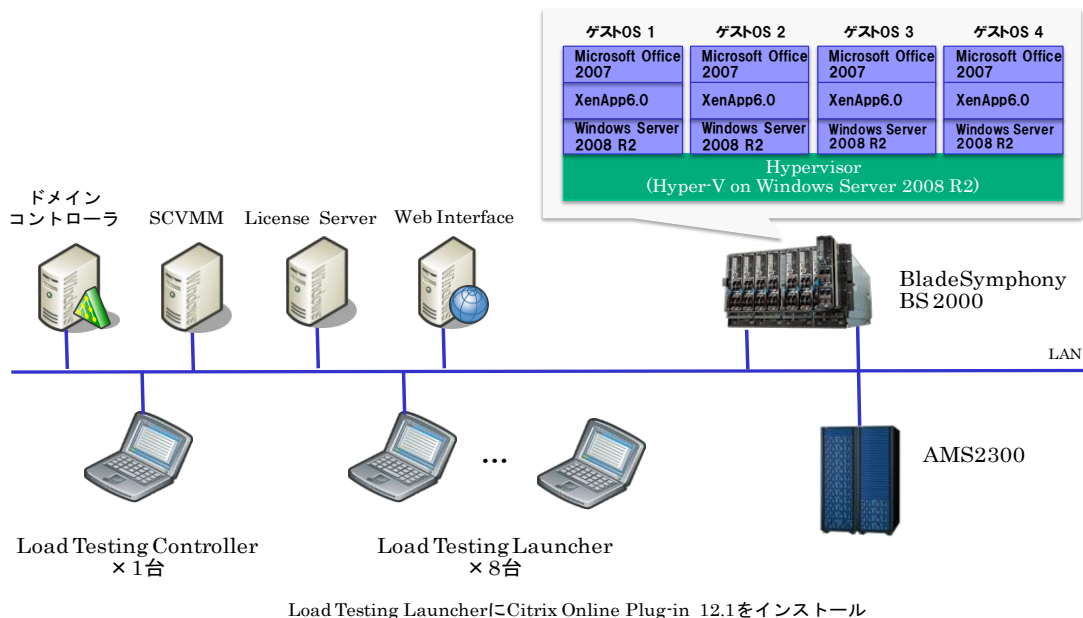 ゲストOS 1
ゲストOS 2
ゲストOS 3
ゲストOS 4
Microsoft Office
2007
Microsoft Office
2007
Microsoft Office
2007
Microsoft Office
2007
XenApp6.0
XenApp6.0
XenApp6.0
XenApp6.0
Windows Server
2008 R2
Windows Server
2008 R2
Windows Server
2008 R2
Windows Server
2008 R2
Hypervisor
(Hyper-V on Windows Server 2008 R2)
ドメイン
コントローラ
SCVMM
License Server
Web Interface
BladeSymphony
BS2000
LAN
AMS2300
...
Load Testing Controller
×1台
Load Testing Launcher
×8台
Load Testing LauncherにCitrix Online Plug-in 12.1をインストール